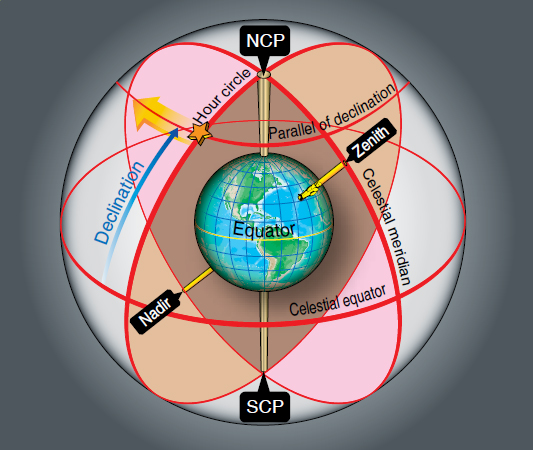 NCP
Hour circle
Parallel of declination
Zenith
Declination
Celestial meridian
Equator
Nadir
Celestial equator
SCP